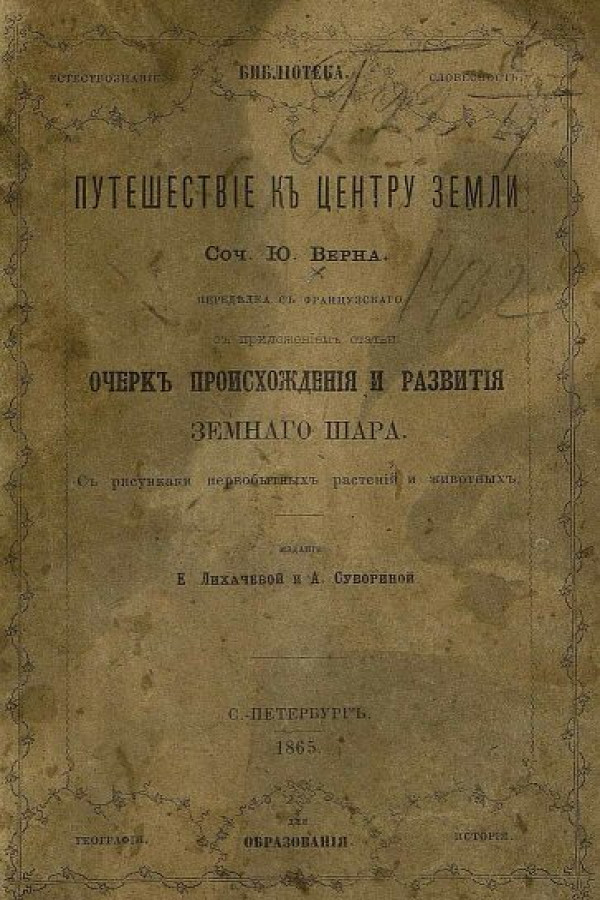 ЕСТЕСТВОЗНАНІЕ.
БИБЛІОТЕКА.
СЛОВЕСНОСТЬ.
ПУТЕШЕСТВІЕ КЪ ЦЕНТРУ ЗЕМЛИ
Соч. Ю. Верна.
ПЕРЕДѢЛКА СЪ ФРАНЦУЗСКАГО
съ приложеніемъ статьи
ОЧЕРКЪ ПРОИСХОЖДЕНІЯ И РАЗВИТІЯ
ЗЕМНАГО ШАРА.
Съ рисунками первобытныхъ растеній и животныхъ.
ИЗДАНІЕ
Е Лихачевой и А. Сувориной
С.-ПЕТЕРБУРГЪ.
1865.
ГЕОГРАФІЯ.
для
ОБРАЗОВАНІЯ.
ИСТОРІЯ.